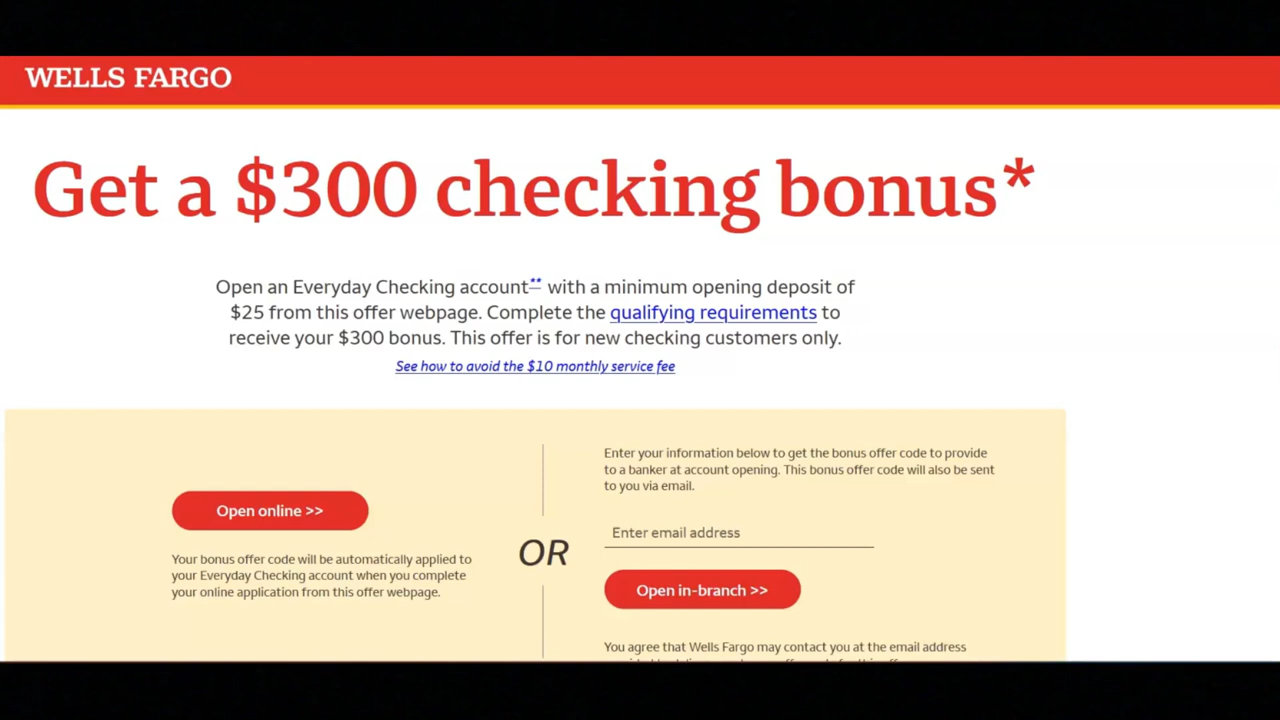 WELLS FARGO
Get a $300 checking bonus*
Open an Everyday Checking account** with a minimum opening deposit of
$25 from this offer webpage. Complete the qualifying requirements to
receive your $300 bonus. This offer is for new checking customers only.
See how to avoid the $10 monthly service fee
Open online >>
Your bonus offer code will be automatically applied to
your Everyday Checking account when you complete
your online application from this offer webpage.
OR
Enter your information below to get the bonus offer code to provide
to a banker at account opening. This bonus offer code will also be sent
to you via email.
Enter email address
Open in-branch >>
You agree that Wells Fargo may contact you at the email address